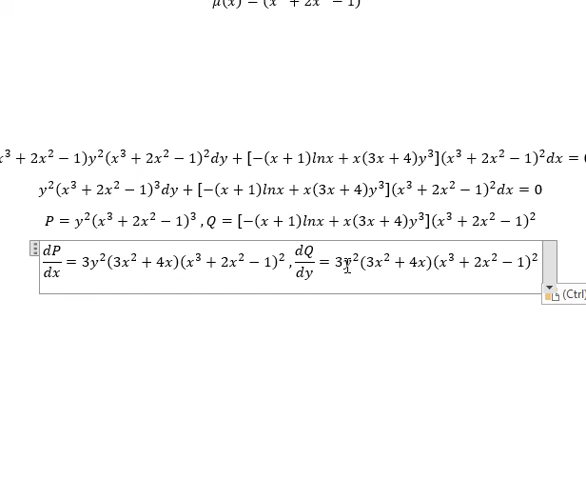 μ(x) = (x³ + 2x² − 1)²
x³ + 2x² − 1)y²(x³ + 2x² − 1)²dy + [−(x + 1)lnx + x(3x + 4)y³](x³ + 2x² − 1)²dx = 0
y²(x³ + 2x² − 1)³dy + [−(x + 1)lnx + x(3x + 4)y³](x³ + 2x² − 1)²dx = 0
P = y²(x³ + 2x² − 1)³ , Q = [−(x + 1)lnx + x(3x + 4)y³](x³ + 2x² − 1)²
dP/dx = 3y²(3x² + 4x)(x³ + 2x² − 1)² , dQ/dy = 3y²(3x² + 4x)(x³ + 2x² − 1)²
(Ctrl)